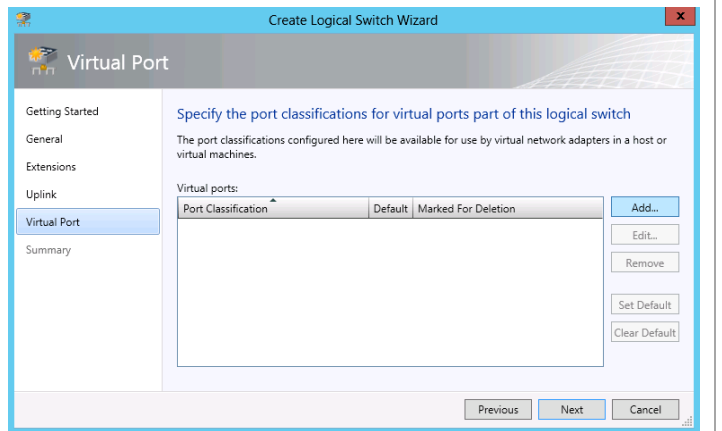 Create Logical Switch Wizard
x
Virtual Port
Getting Started
General
Extensions
Uplink
Virtual Port
Summary
Specify the port classifications for virtual ports part of this logical switch
The port classifications configured here will be available for use by virtual network adapters in a host or
virtual machines.
Virtual ports:
Port Classification Default Marked For Deletion
Add...
Edit...
Remove
Set Default
Clear Default
Previous Next Cancel